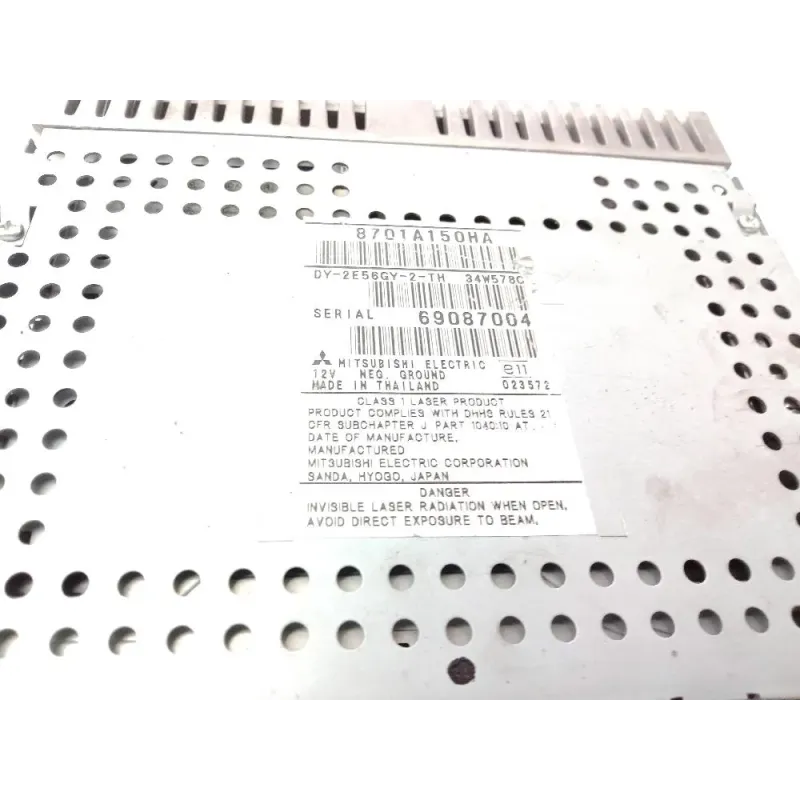 8701A150HA
DY-2E56GY-2-TH 34W578C
SERIAL 69087004
MITSUBISHI ELECTRIC e11
12V NEG. GROUND
MADE IN THAILAND 023572
CLASS 1 LASER PRODUCT
PRODUCT COMPLIES WITH DHHS RULES 21
CFR SUBCHAPTER J PART 1040:10 AT
DATE OF MANUFACTURE,
MANUFACTURED
MITSUBISHI ELECTRIC CORPORATION
SANDA, HYOGO, JAPAN
DANGER
INVISIBLE LASER RADIATION WHEN OPEN.
AVOID DIRECT EXPOSURE TO BEAM.